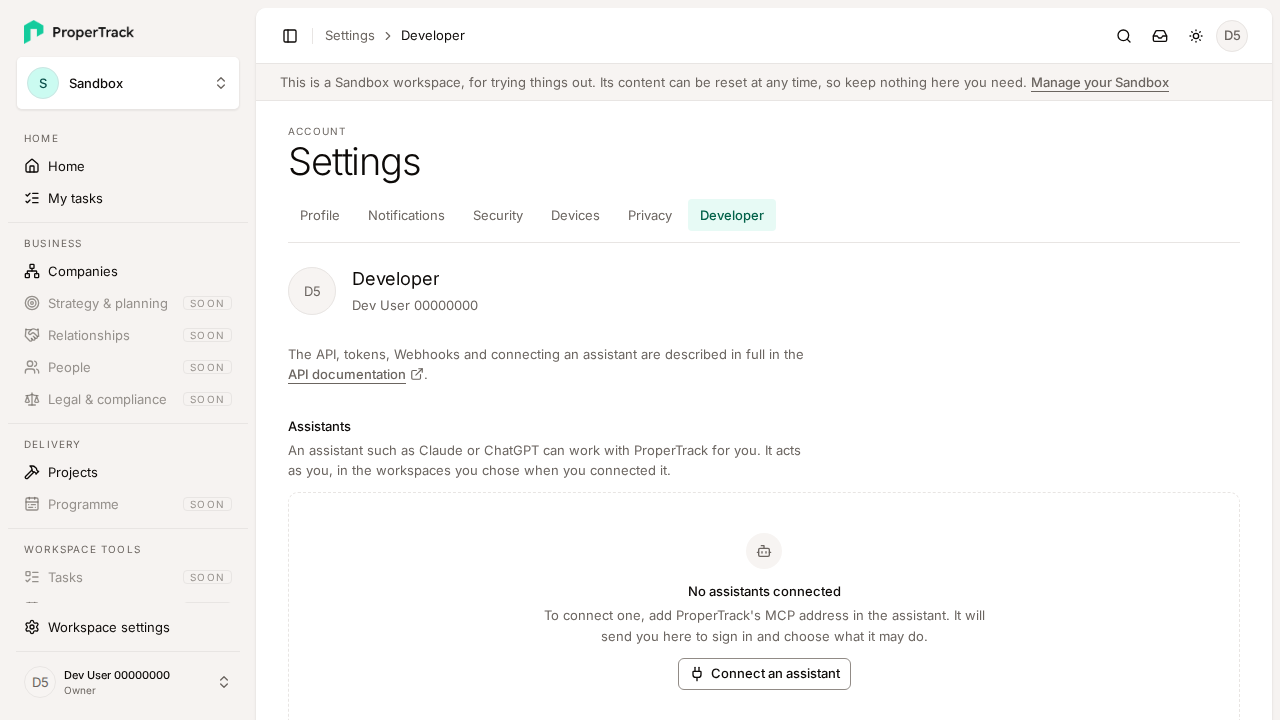 ProperTrack
S
Sandbox
HOME
Home
My tasks
BUSINESS
Companies
Strategy & planning SOON
Relationships SOON
People SOON
Legal & compliance SOON
DELIVERY
Projects
Programme SOON
WORKSPACE TOOLS
Tasks SOON
Workspace settings
D5
Dev User 00000000
Owner
Settings > Developer
D5
This is a Sandbox workspace, for trying things out. Its content can be reset at any time, so keep nothing here you need. Manage your Sandbox
ACCOUNT
Settings
Profile Notifications Security Devices Privacy Developer
D5
Developer
Dev User 00000000
The API, tokens, Webhooks and connecting an assistant are described in full in the
API documentation.
Assistants
An assistant such as Claude or ChatGPT can work with ProperTrack for you. It acts
as you, in the workspaces you chose when you connected it.
No assistants connected
To connect one, add ProperTrack's MCP address in the assistant. It will
send you here to sign in and choose what it may do.
Connect an assistant